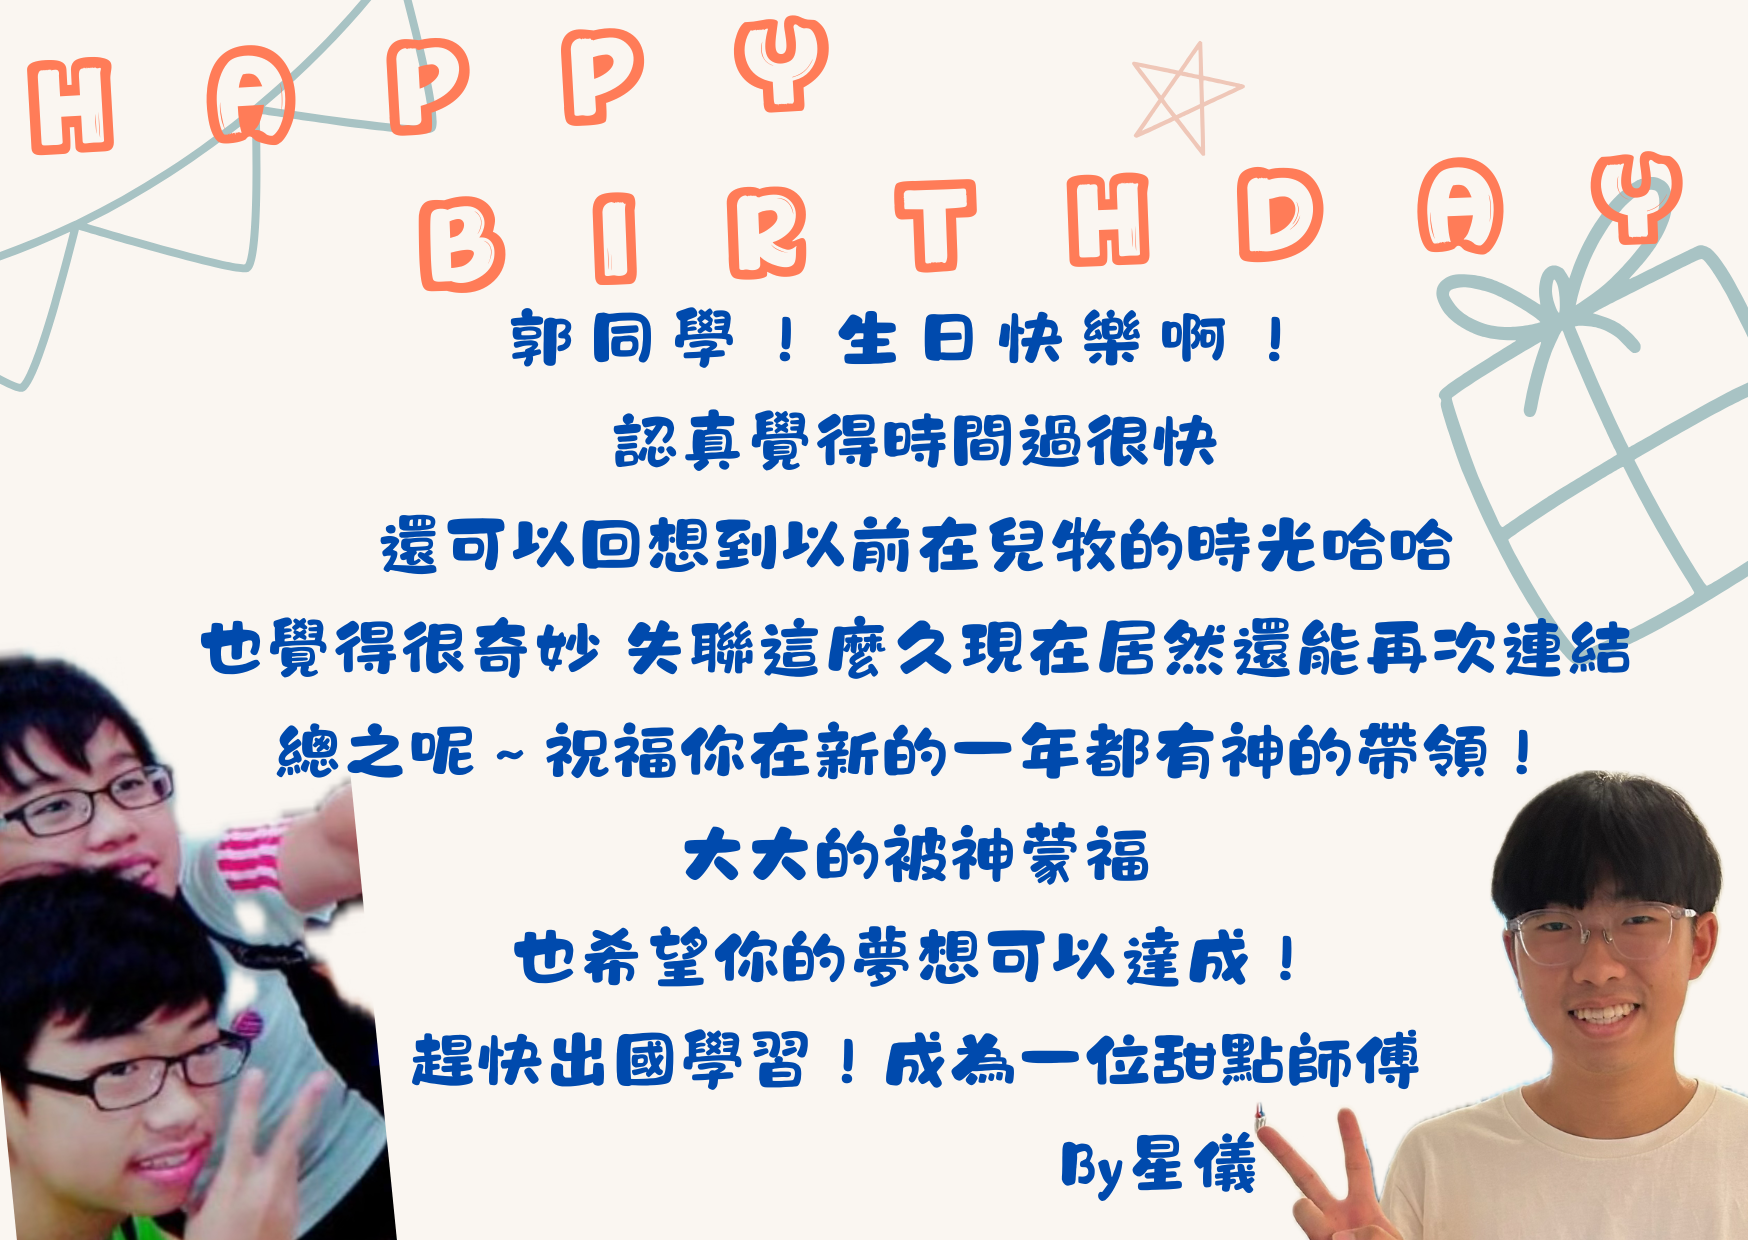 HAPPY
BIRTHDAY
郭同學！生日快樂啊！
認真覺得時間過很快
還可以回想到以前在兒牧的時光哈哈
也覺得很奇妙 失聯這麼久現在居然還能再次連結
總之呢~祝福你在新的一年都有神的帶領！
大大的被神蒙福
也希望你的夢想可以達成！
趕快出國學習！成為一位甜點師傅
By星儀